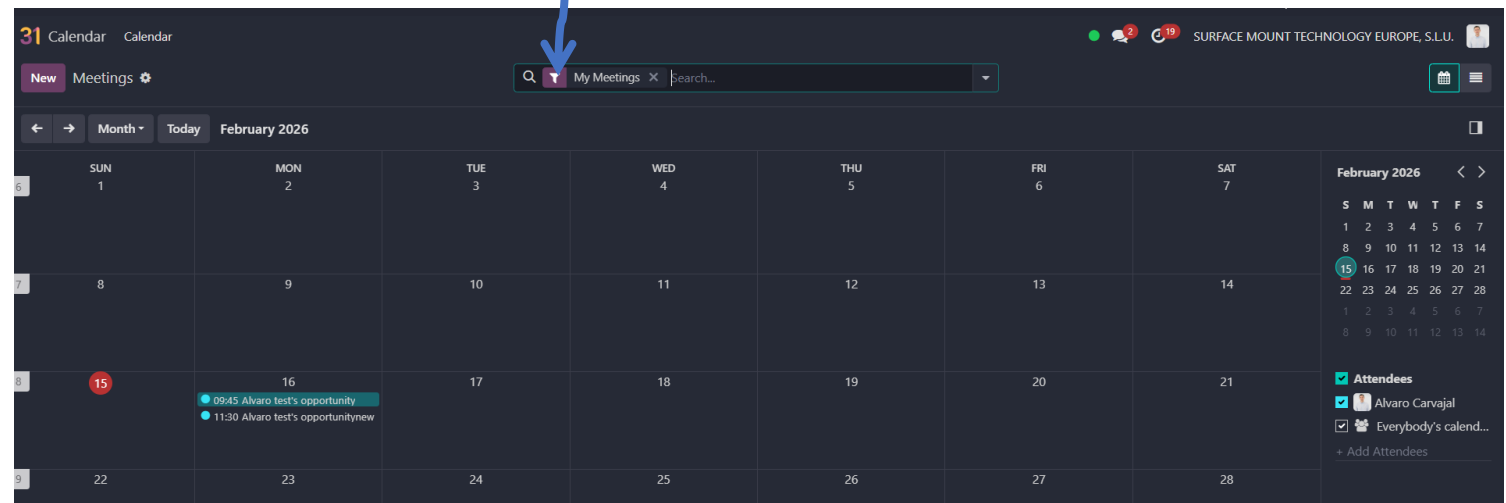 31 Calendar Calendar
2 19 SURFACE MOUNT TECHNOLOGY EUROPE, S.L.U.
New Meetings
My Meetings × Search...
← → Month Today February 2026
SUN MON TUE WED THU FRI SAT
6 1 2 3 4 5 6 7
7 8 9 10 11 12 13 14
8 15 16 17 18 19 20 21
09:45 Alvaro test's opportunity
11:30 Alvaro test's opportunitynew
9 22 23 24 25 26 27 28
February 2026 < >
S M T W T F S
1 2 3 4 5 6 7
8 9 10 11 12 13 14
15 16 17 18 19 20 21
22 23 24 25 26 27 28
1 2 3 4 5 6 7
8 9 10 11 12 13 14
Attendees
Alvaro Carvajal
Everybody's calend...
+ Add Attendees